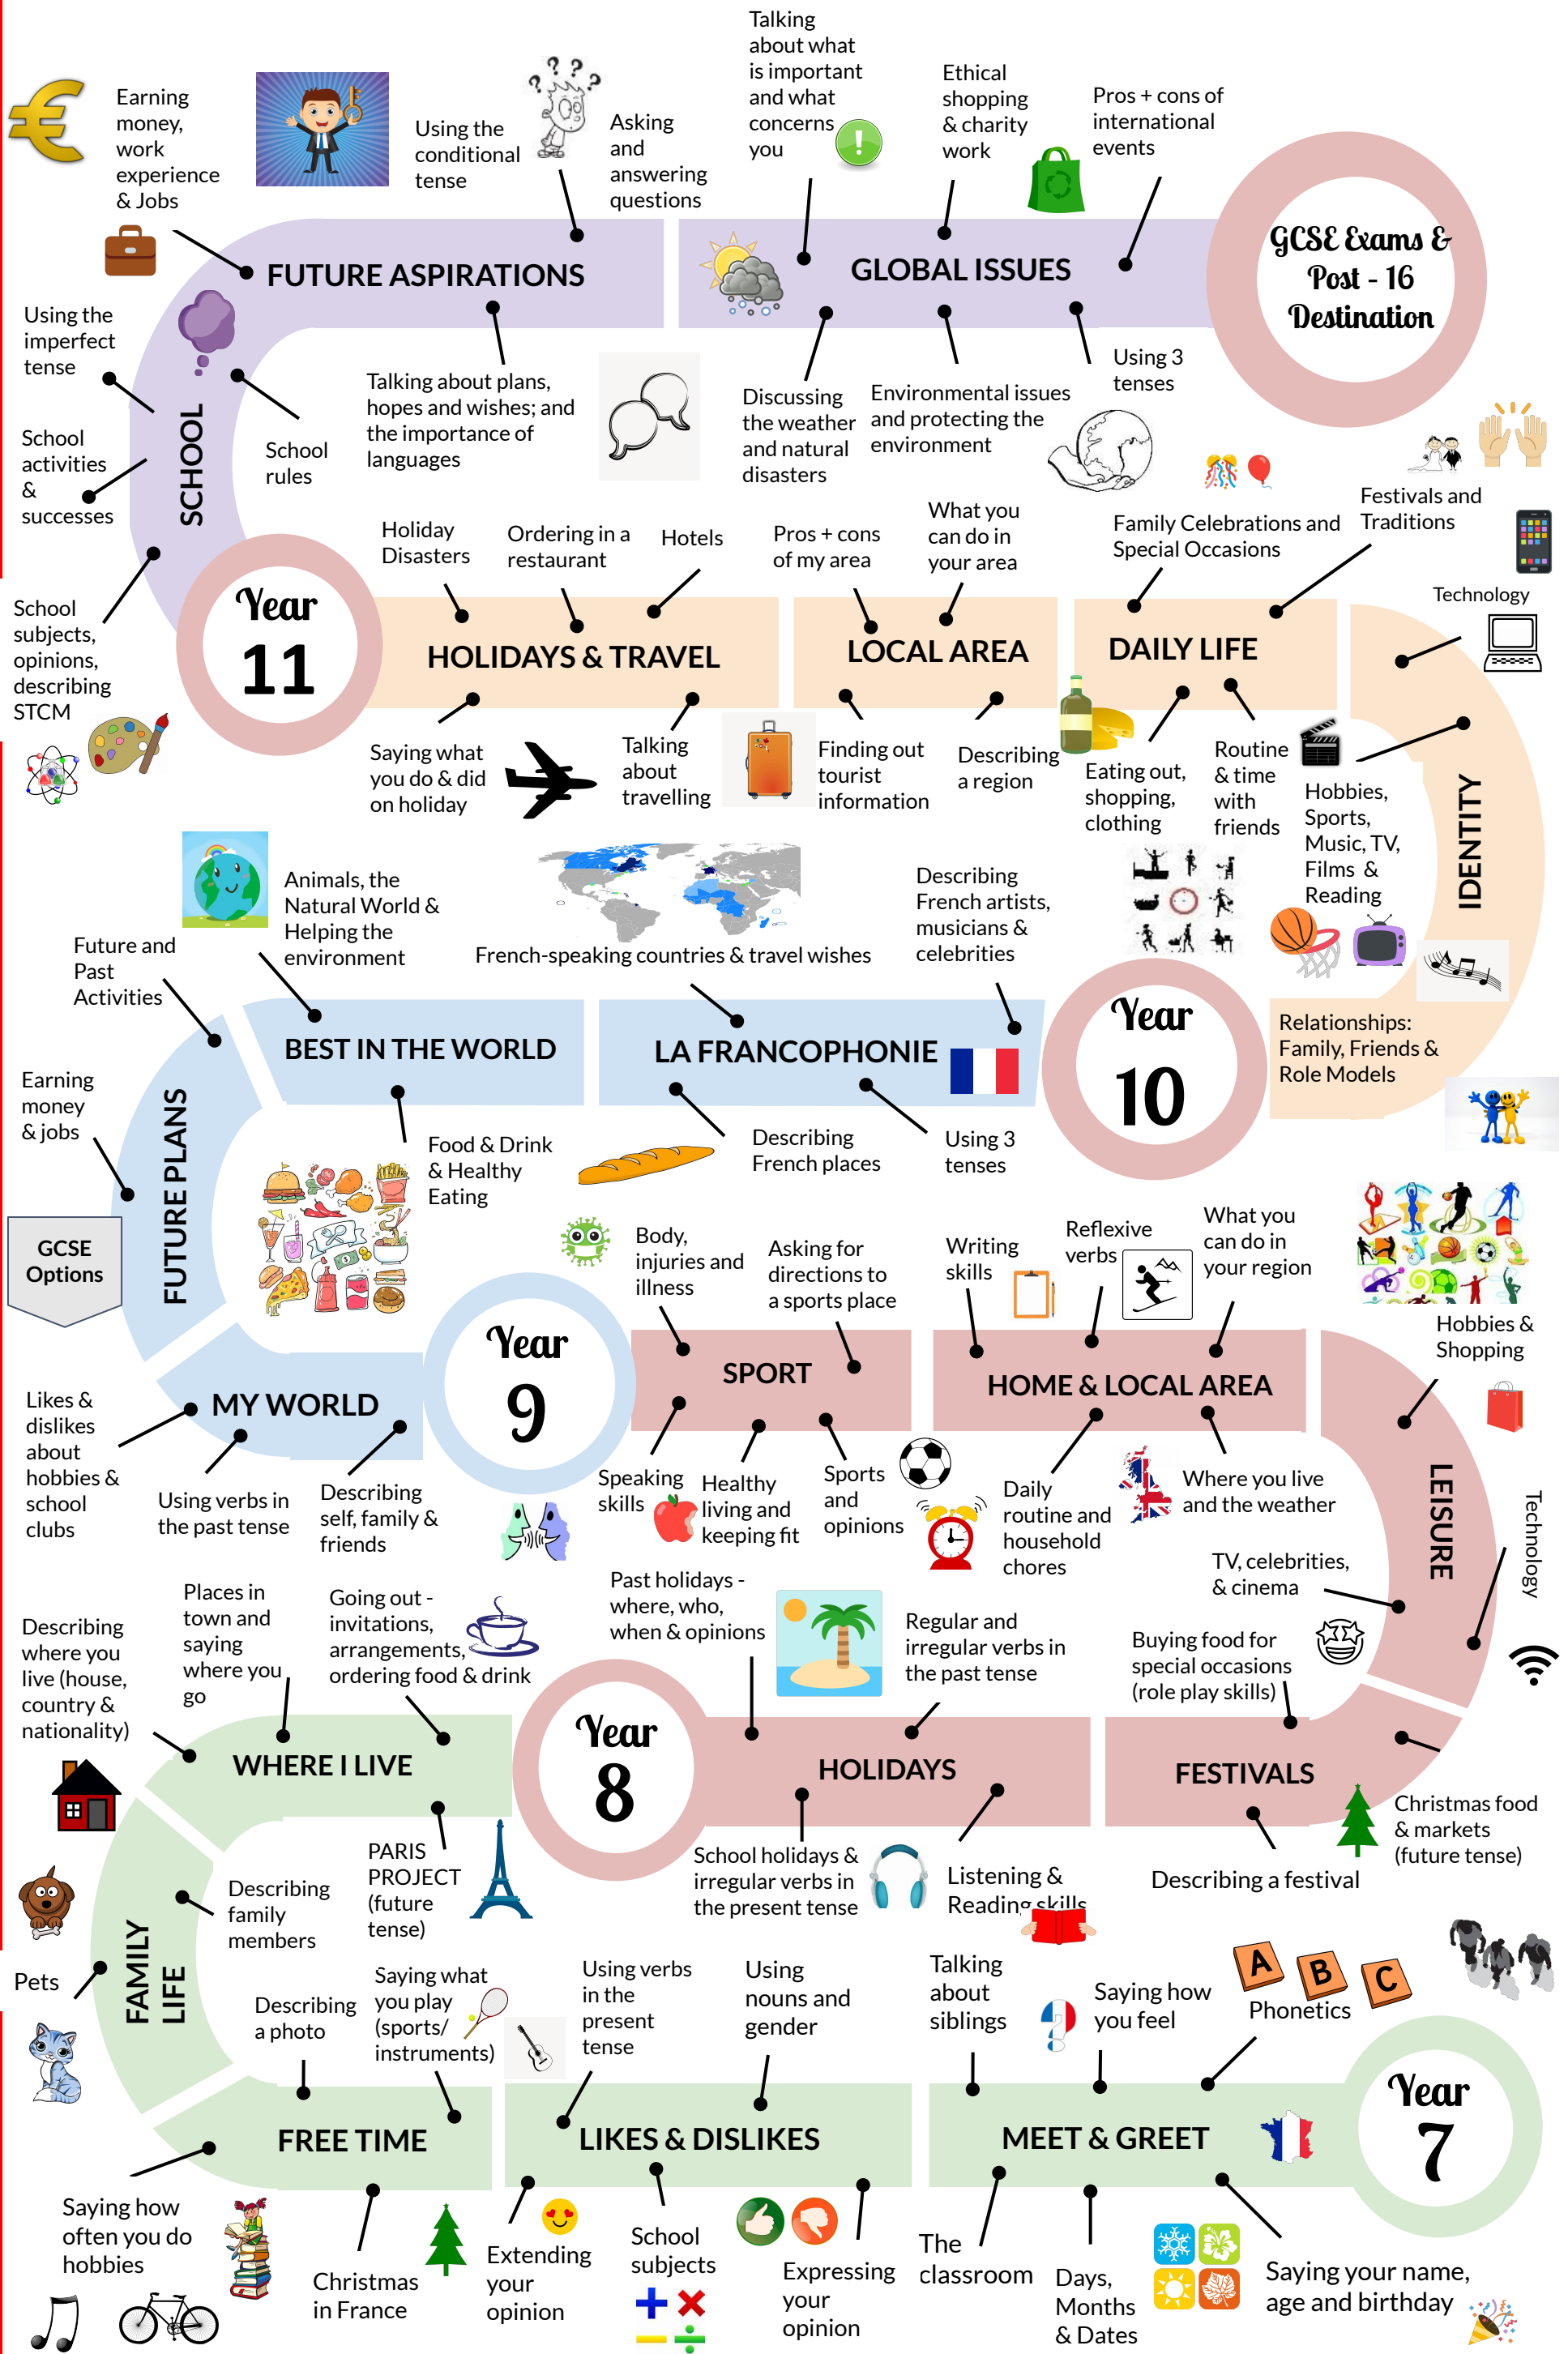 Talking
about what
is important
and what
concerns
you
Ethical
shopping
& charity
work
Pros + cons of
international
events
Earning
money,
work
experience
& Jobs
Using the
conditional
tense
Asking
and
answering
questions
GCSE Exams &
Post - 16
Destination
FUTURE ASPIRATIONS
GLOBAL ISSUES
Using the
imperfect
tense
School
activities
&
successes
SCHOOL
School
rules
Talking about plans,
hopes and wishes; and
the importance of
languages
Discussing
the weather
and natural
disasters
Environmental issues
and protecting the
environment
Using 3
tenses
School
subjects,
opinions,
describing
STCM
Year
11
Holiday
Disasters
Ordering in a
restaurant
Hotels
Pros + cons
of my area
What you
can do in
your area
Family Celebrations and
Special Occasions
Festivals and
Traditions
Technology
HOLIDAYS & TRAVEL
LOCAL AREA
DAILY LIFE
IDENTITY
Saying what
you do & did
on holiday
Talking
about
travelling
Finding out
tourist
information
Describing
a region
Eating out,
shopping,
clothing
Routine
& time
with
friends
Hobbies,
Sports,
Music, TV,
Films &
Reading
Relationships:
Family, Friends &
Role Models
Year
10
Animals, the
Natural World &
Helping the
environment
French-speaking countries & travel wishes
Describing
French artists,
musicians &
celebrities
Future and
Past
Activities
BEST IN THE WORLD
LA FRANCOPHONIE
Earning
money
& jobs
FUTURE PLANS
GCSE
Options
Food & Drink
& Healthy
Eating
Describing
French places
Using 3
tenses
Year
9
Body,
injuries and
illness
Asking for
directions to
a sports place
Writing
skills
Reflexive
verbs
What you
can do in
your region
Hobbies &
Shopping
MY WORLD
SPORT
HOME & LOCAL AREA
LEISURE
Likes &
dislikes
about
hobbies &
school
clubs
Using verbs in
the past tense
Describing
self, family &
friends
Speaking
skills
Healthy
living and
keeping fit
Sports
and
opinions
Daily
routine and
household
chores
Where you live
and the weather
Technology
TV, celebrities,
& cinema
Describing
where you
live (house,
country &
nationality)
Places in
town and
saying
where you
go
Going out -
invitations,
arrangements,
ordering food & drink
Past holidays -
where, who,
when & opinions
Regular and
irregular verbs in
the past tense
Buying food for
special occasions
(role play skills)
WHERE I LIVE
Year
8
HOLIDAYS
FESTIVALS
PARIS
PROJECT
(future
tense)
School holidays &
irregular verbs in
the present tense
Listening &
Reading skills
Describing a festival
Christmas food
& markets
(future tense)
Describing
family
members
FAMILY
LIFE
Pets
Describing
a photo
Saying what
you play
(sports/
instruments)
Using verbs
in the
present
tense
Using
nouns and
gender
Talking
about
siblings
Saying how
you feel
A B C
Phonetics
Year
7
FREE TIME
LIKES & DISLIKES
MEET & GREET
Saying how
often you do
hobbies
Christmas
in France
Extending
your
opinion
School
subjects
Expressing
your
opinion
The
classroom
Days,
Months
& Dates
Saying your name,
age and birthday